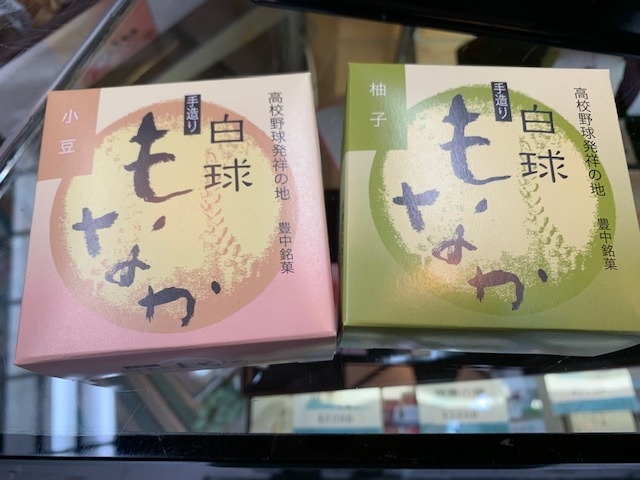 小豆
手造り
白球
もなか
高校野球発祥の地　豊中銘菓
柚子
手造り
白球
もなか
高校野球発祥の地　豊中銘菓